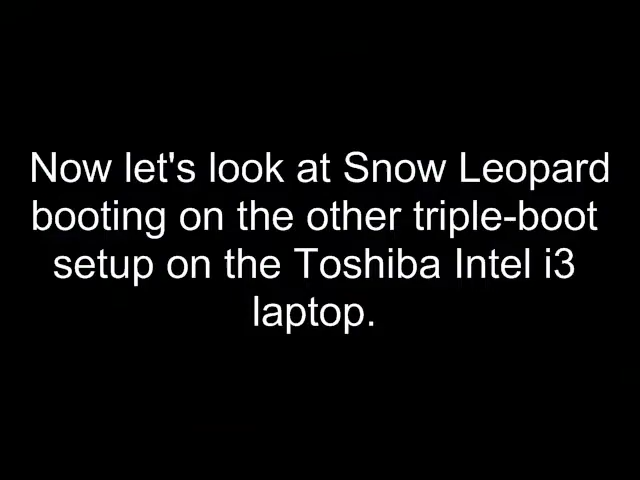 Now let's look at Snow Leopard
booting on the other triple-boot
setup on the Toshiba Intel i3
laptop.